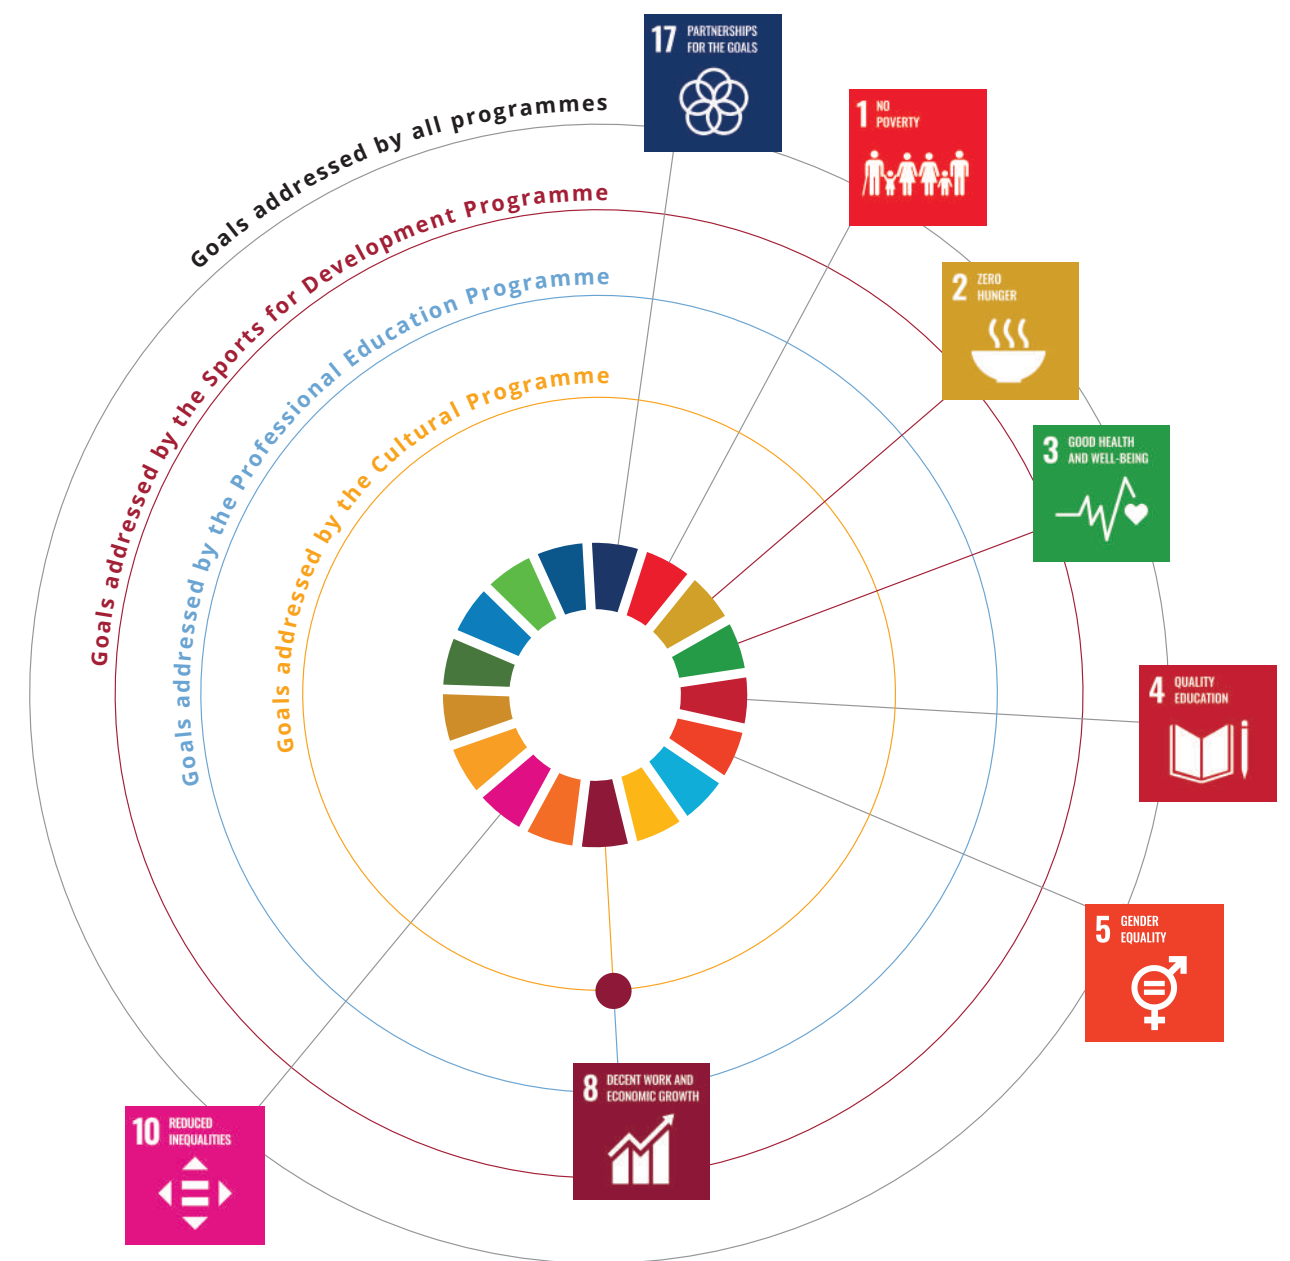 Goals addressed by all programmes
Goals addressed by the Sports for Development Programme
Goals addressed by the Professional Education Programme
Goals addressed by the Cultural Programme
17 PARTNERSHIPS
FOR THE GOALS
1 NO
POVERTY
2 ZERO
HUNGER
3 GOOD HEALTH
AND WELL-BEING
4 QUALITY
EDUCATION
5 GENDER
EQUALITY
8 DECENT WORK AND
ECONOMIC GROWTH
10 REDUCED
INEQUALITIES